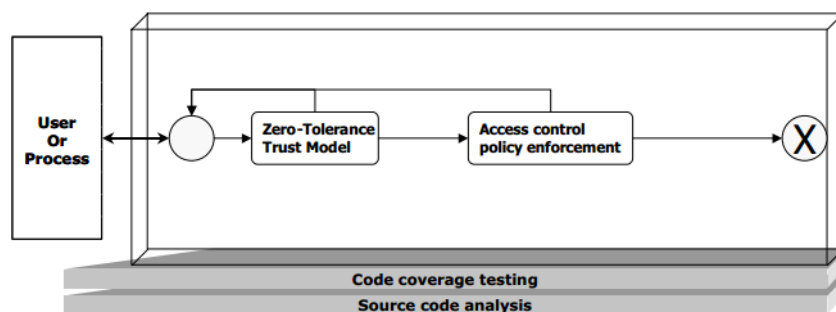 User
Or
Process
Zero-Tolerance
Trust Model
Access control
policy enforcement
X
Code coverage testing
Source code analysis